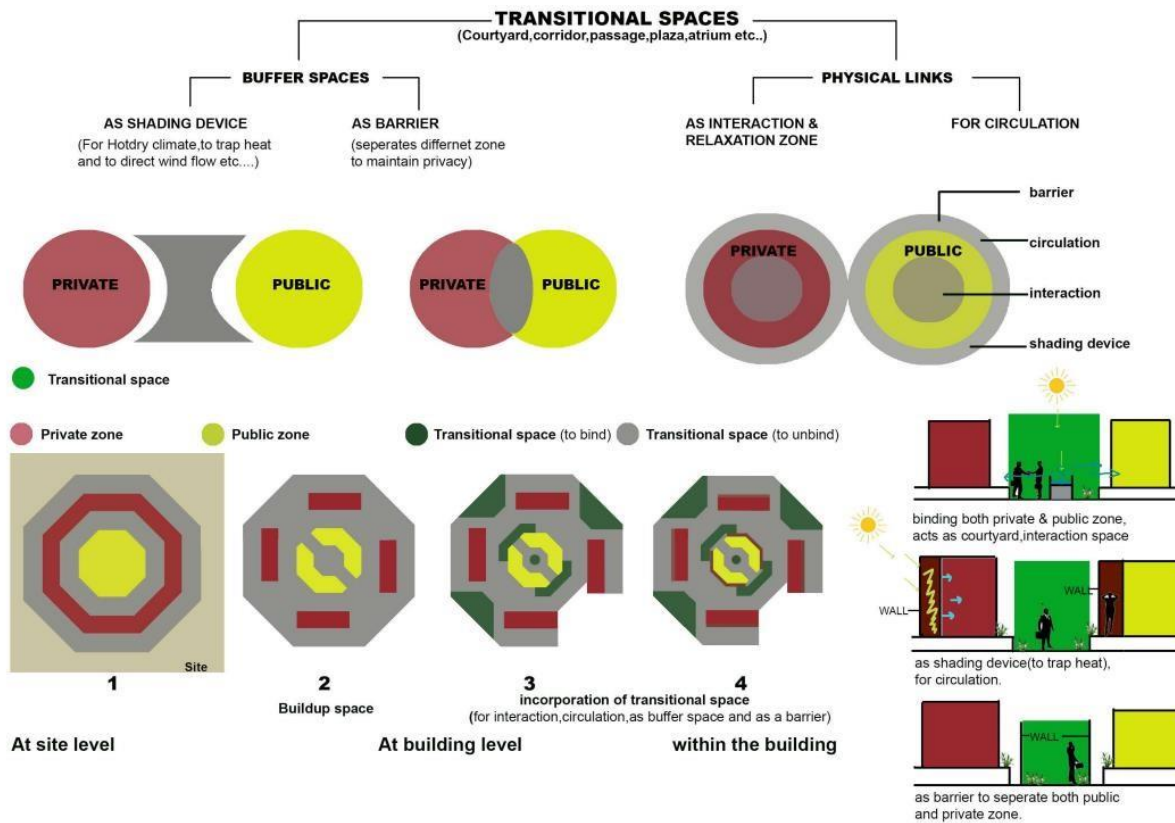 TRANSITIONAL SPACES
(Courtyard,corridor,passage,plaza,atrium etc..)
BUFFER SPACES
PHYSICAL LINKS
AS SHADING DEVICE
(For Hotdry climate,to trap heat
and to direct wind flow etc....)
AS BARRIER
(seperates differnet zone
to maintain privacy)
AS INTERACTION &
RELAXATION ZONE
FOR CIRCULATION
PRIVATE
PUBLIC
PRIVATE
PUBLIC
PRIVATE
PUBLIC
barrier
circulation
interaction
shading device
Transitional space
Private zone
Public zone
Transitional space (to bind)
Transitional space (to unbind)
Site
1
2
3
4
Buildup space
incorporation of transitional space
(for interaction,circulation,as buffer space and as a barrier)
At site level
At building level
within the building
binding both private & public zone,
acts as courtyard,interaction space
WALL
WALL
as shading device(to trap heat),
for circulation.
WALL
as barrier to seperate both public
and private zone.